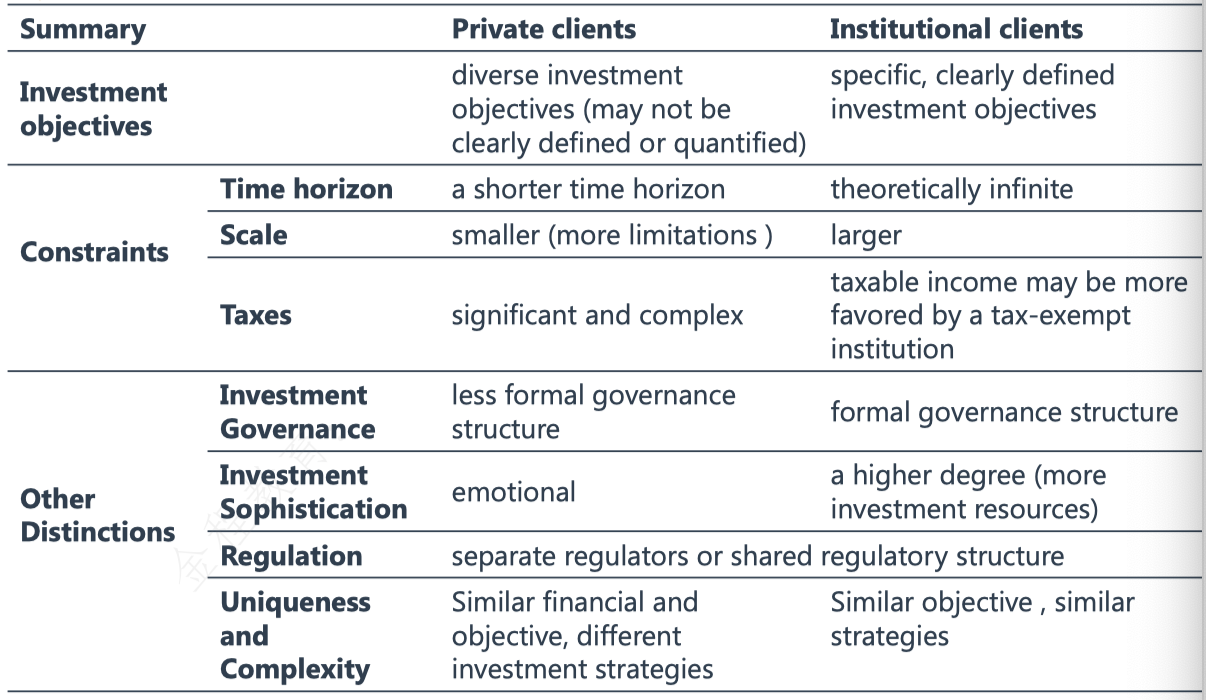 Summary Private clients Institutional clients
Investment objectives diverse investment objectives (may not be clearly defined or quantified) specific, clearly defined investment objectives
Constraints
Time horizon a shorter time horizon theoretically infinite
Scale smaller (more limitations ) larger
Taxes significant and complex taxable income may be more favored by a tax-exempt institution
Other Distinctions
Investment Governance less formal governance structure formal governance structure
Investment Sophistication emotional a higher degree (more investment resources)
Regulation separate regulators or shared regulatory structure
Uniqueness and Complexity Similar financial and objective, different investment strategies Similar objective , similar strategies